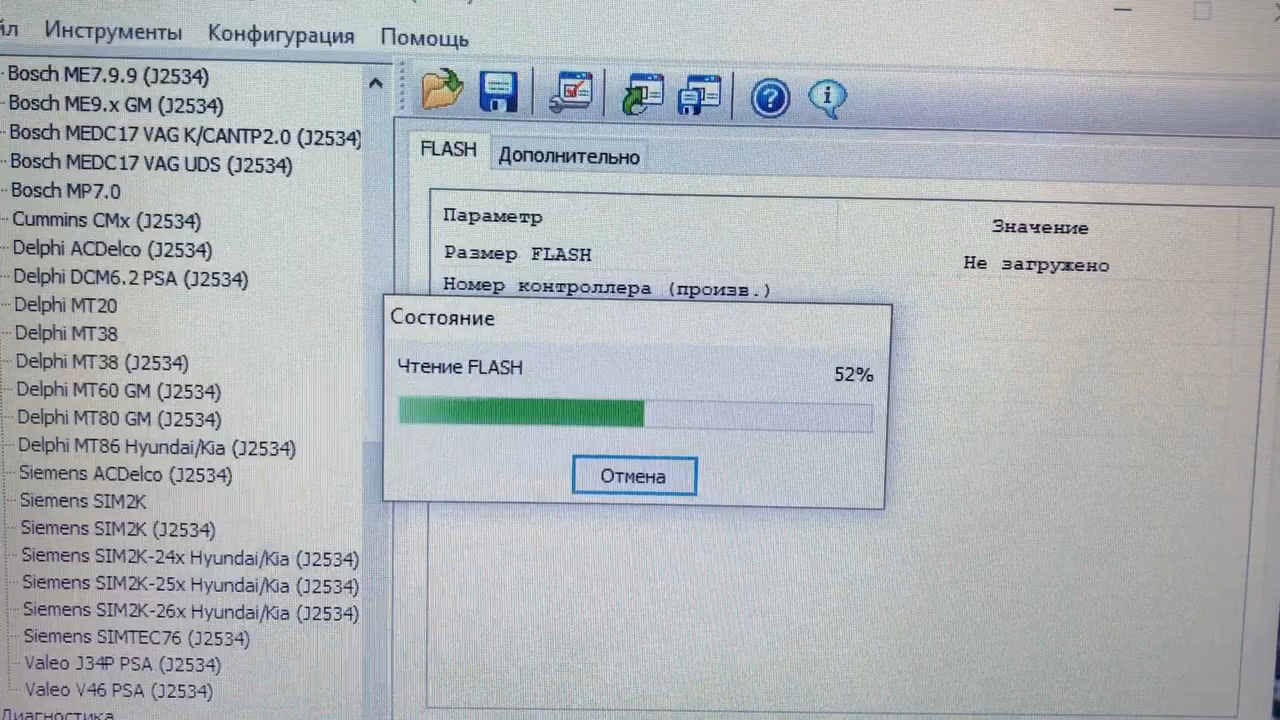 йл Инструменты Конфигурация Помощь
Bosch ME7.9.9 (J2534)
Bosch ME9.x GM (J2534)
Bosch MEDC17 VAG K/CANTP2.0 (J2534)
Bosch MEDC17 VAG UDS (J2534)
Bosch MP7.0
Cummins CMx (J2534)
Delphi ACDelco (J2534)
Delphi DCM6.2 PSA (J2534)
Delphi MT20
Delphi MT38
Delphi MT38 (J2534)
Delphi MT60 GM (J2534)
Delphi MT80 GM (J2534)
Delphi MT86 Hyundai/Kia (J2534)
Siemens ACDelco (J2534)
Siemens SIM2K
Siemens SIM2K (J2534)
Siemens SIM2K-24x Hyundai/Kia (J2534)
Siemens SIM2K-25x Hyundai/Kia (J2534)
Siemens SIM2K-26x Hyundai/Kia (J2534)
Siemens SIMTEC76 (J2534)
Valeo J34P PSA (J2534)
Valeo V46 PSA (J2534)
Диагностика
FLASH Дополнительно
Параметр Значение
Размер FLASH Не загружено
Номер контроллера (произв.)
Состояние
Чтение FLASH 52%
Отмена